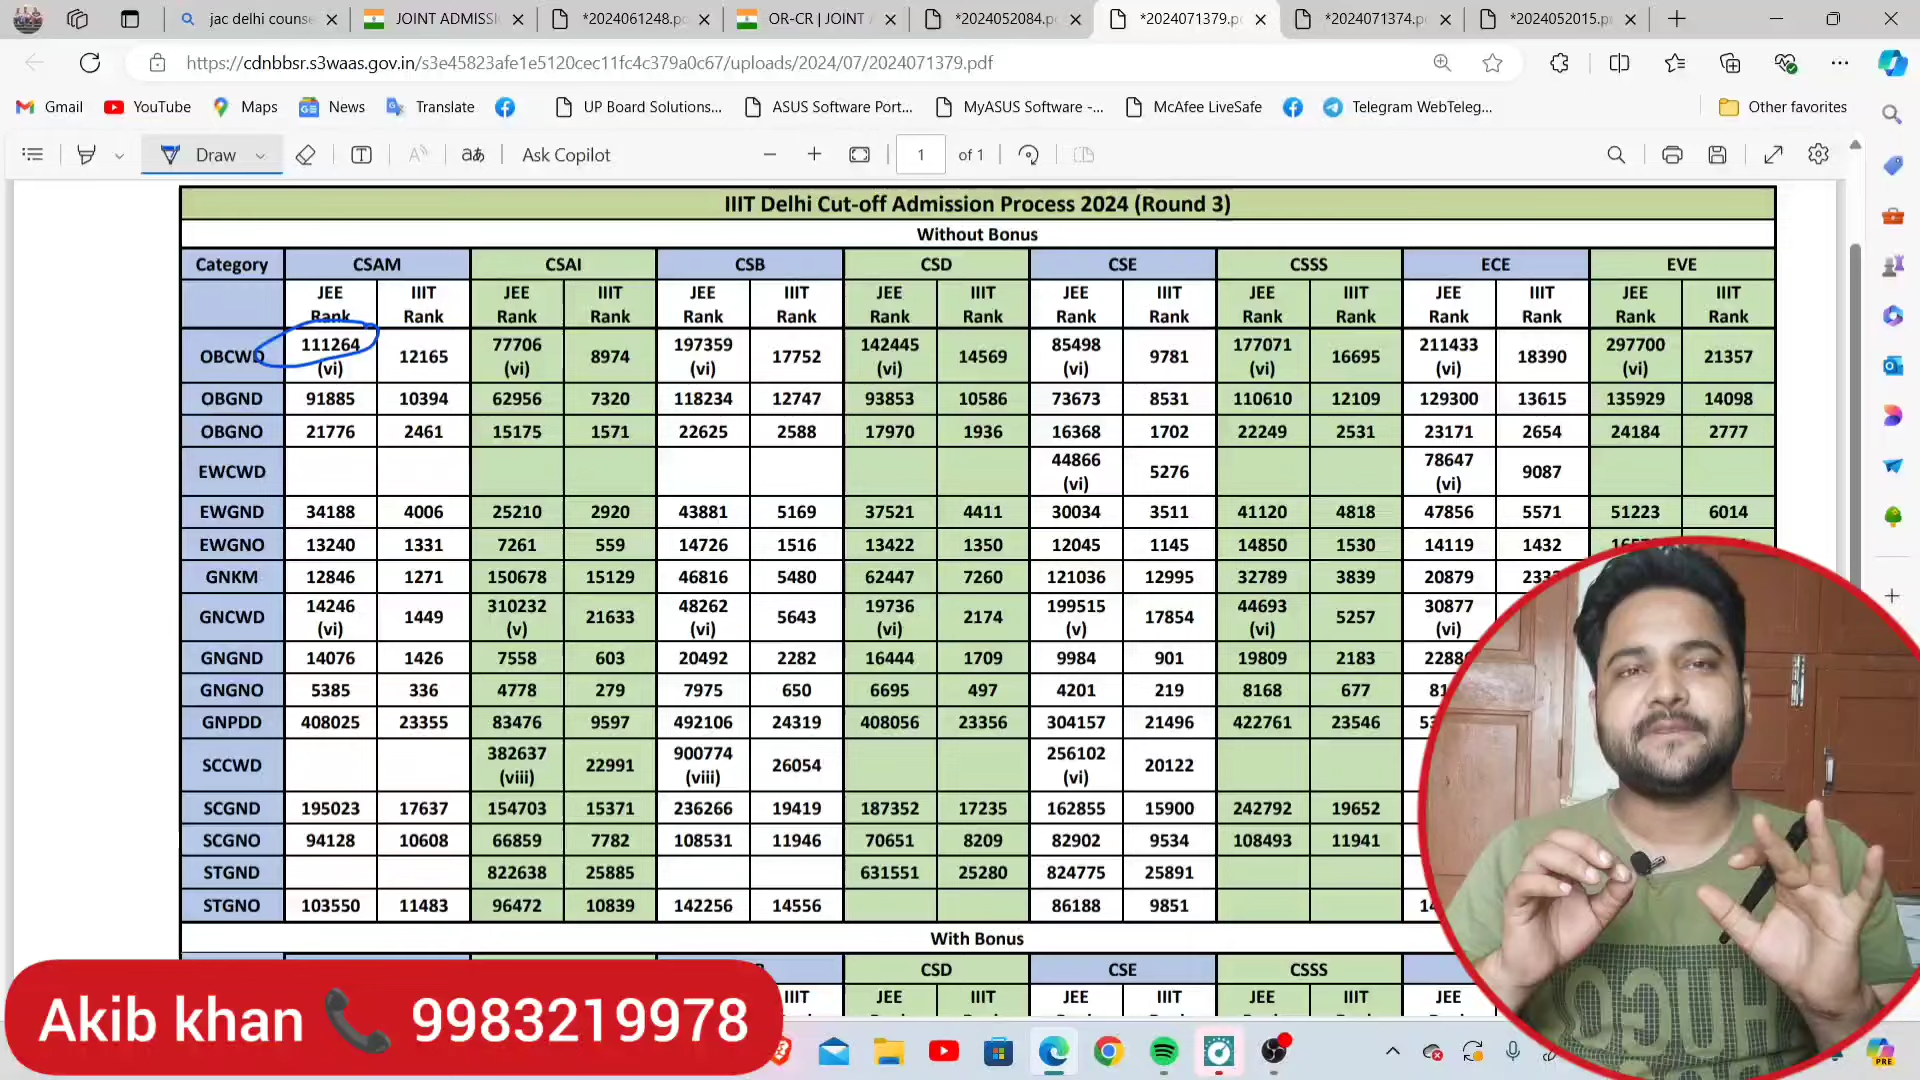 jac delhi counse
JOINT ADMISSI
*2024061248.p
OR-CR | JOINT
*2024052084.p
*2024071379.p
*2024071374.p
*2024052015.p
https://cdnbbsr.s3waas.gov.in/s3e45823afe1e5120cec11fc4c379a0c67/uploads/2024/07/2024071379.pdf
Gmail YouTube Maps News Translate UP Board Solutions... ASUS Software Port... MyASUS Software -... McAfee LiveSafe Telegram WebTeleg... Other favorites
Draw aあ Ask Copilot 1 of 1
IIIT Delhi Cut-off Admission Process 2024 (Round 3)
Without Bonus
Category CSAM CSAI CSB CSD CSE CSSS ECE EVE
JEE Rank IIIT Rank JEE Rank IIIT Rank JEE Rank IIIT Rank JEE Rank IIIT Rank JEE Rank IIIT Rank JEE Rank IIIT Rank JEE Rank IIIT Rank JEE Rank IIIT Rank
OBCWD 111264 (vi) 12165 77706 (vi) 8974 197359 (vi) 17752 142445 (vi) 14569 85498 (vi) 9781 177071 (vi) 16695 211433 (vi) 18390 297700 (vi) 21357
OBGND 91885 10394 62956 7320 118234 12747 93853 10586 73673 8531 110610 12109 129300 13615 135929 14098
OBGNO 21776 2461 15175 1571 22625 2588 17970 1936 16368 1702 22249 2531 23171 2654 24184 2777
EWCWD 44866 (vi) 5276 78647 (vi) 9087
EWGND 34188 4006 25210 2920 43881 5169 37521 4411 30034 3511 41120 4818 47856 5571 51223 6014
EWGNO 13240 1331 7261 559 14726 1516 13422 1350 12045 1145 14850 1530 14119 1432
GNKM 12846 1271 150678 15129 46816 5480 62447 7260 121036 12995 32789 3839 20879
GNCWD 14246 (vi) 1449 310232 (v) 21633 48262 (vi) 5643 19736 (vi) 2174 199515 (v) 17854 44693 (vi) 5257 30877 (vi)
GNGND 14076 1426 7558 603 20492 2282 16444 1709 9984 901 19809 2183 2288
GNGNO 5385 336 4778 279 7975 650 6695 497 4201 219 8168 677 81
GNPDD 408025 23355 83476 9597 492106 24319 408056 23356 304157 21496 422761 23546 53
SCCWD 382637 (viii) 22991 900774 (viii) 26054 256102 (vi) 20122
SCGND 195023 17637 154703 15371 236266 19419 187352 17235 162855 15900 242792 19652
SCGNO 94128 10608 66859 7782 108531 11946 70651 8209 82902 9534 108493 11941
STGND 822638 25885 631551 25280 824775 25891
STGNO 103550 11483 96472 10839 142256 14556 86188 9851 14
With Bonus
CSD CSE CSSS
IIIT JEE IIIT JEE IIIT JEE IIIT JEE
Akib khan 9983219978